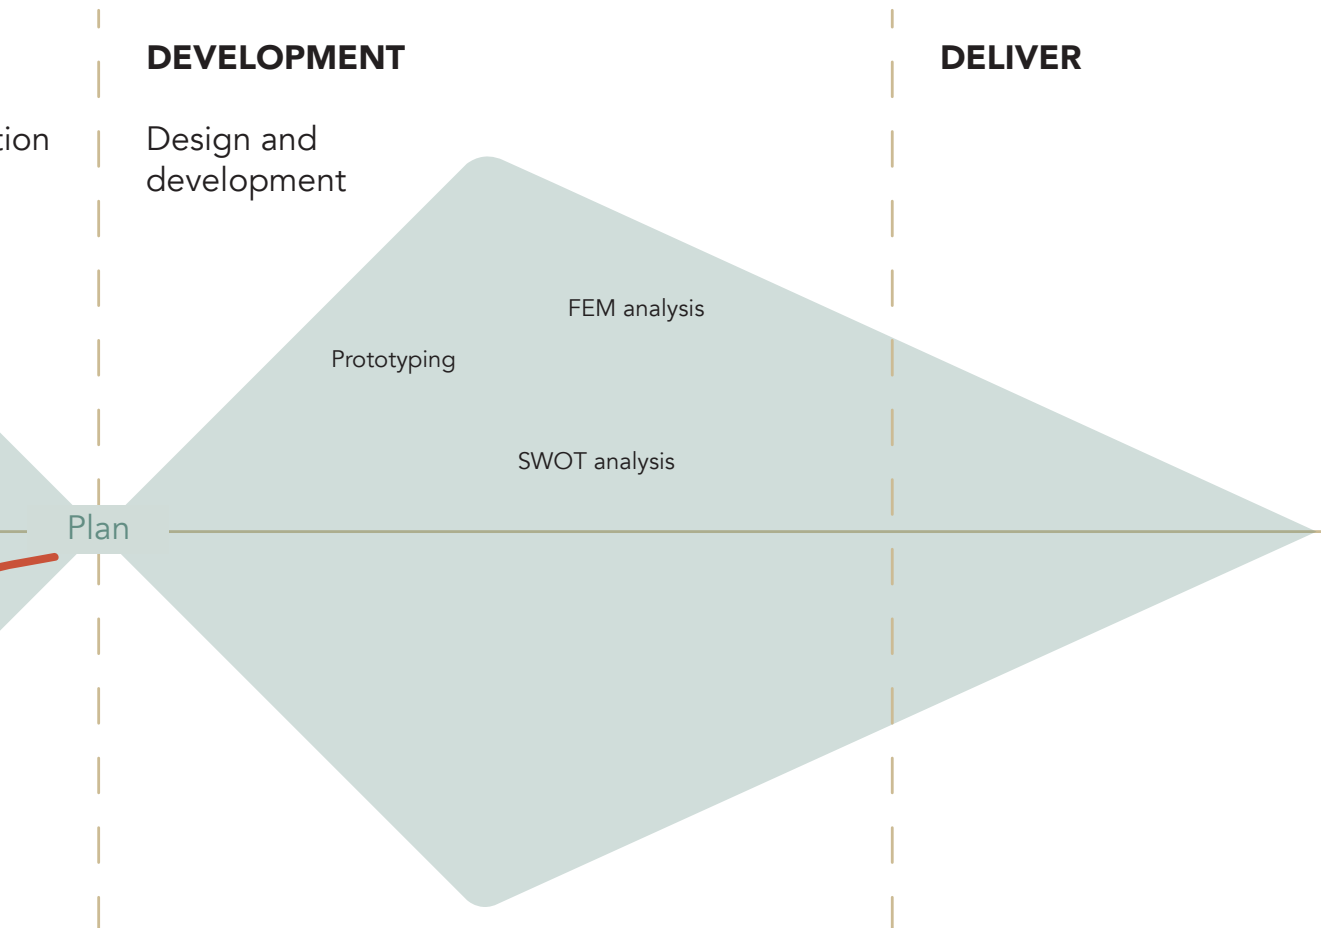 DEVELOPMENT
DELIVER
tion
Design and
development
FEM analysis
Prototyping
SWOT analysis
Plan